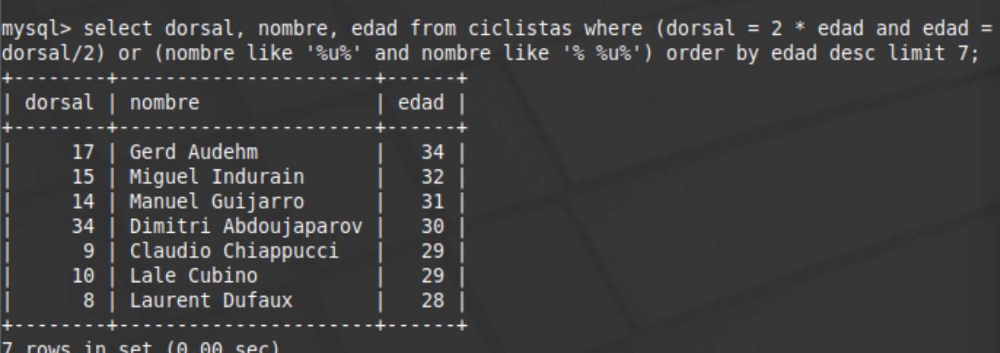 mysql> select dorsal, nombre, edad from ciclistas where (dorsal = 2 * edad and edad =
dorsal/2) or (nombre like '%u%' and nombre like '% %u%') order by edad desc limit 7;
+--------+----------------------+------+
| dorsal | nombre               | edad |
+--------+----------------------+------+
|     17 | Gerd Audehm          |   34 |
|     15 | Miguel Indurain      |   32 |
|     14 | Manuel Guijarro      |   31 |
|     34 | Dimitri Abdoujaparov |   30 |
|      9 | Claudio Chiappucci   |   29 |
|     10 | Lale Cubino          |   29 |
|      8 | Laurent Dufaux       |   28 |
+--------+----------------------+------+
7 rows in set (0.00 sec)